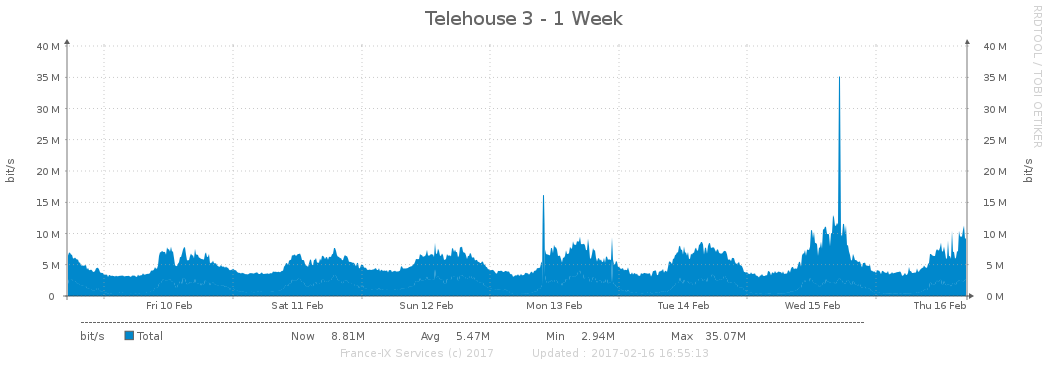 Telehouse 3 - 1 Week
RRDTOOL / TOBI OETIKER
bit/s
bit/s
40 M 40 M
35 M 35 M
30 M 30 M
25 M 25 M
20 M 20 M
15 M 15 M
10 M 10 M
5 M 5 M
0 0 M
Fri 10 Feb Sat 11 Feb Sun 12 Feb Mon 13 Feb Tue 14 Feb Wed 15 Feb Thu 16 Feb
bit/s Total Now 8.81M Avg 5.47M Min 2.94M Max 35.07M
France-IX Services (c) 2017 Updated : 2017-02-16 16:55:13